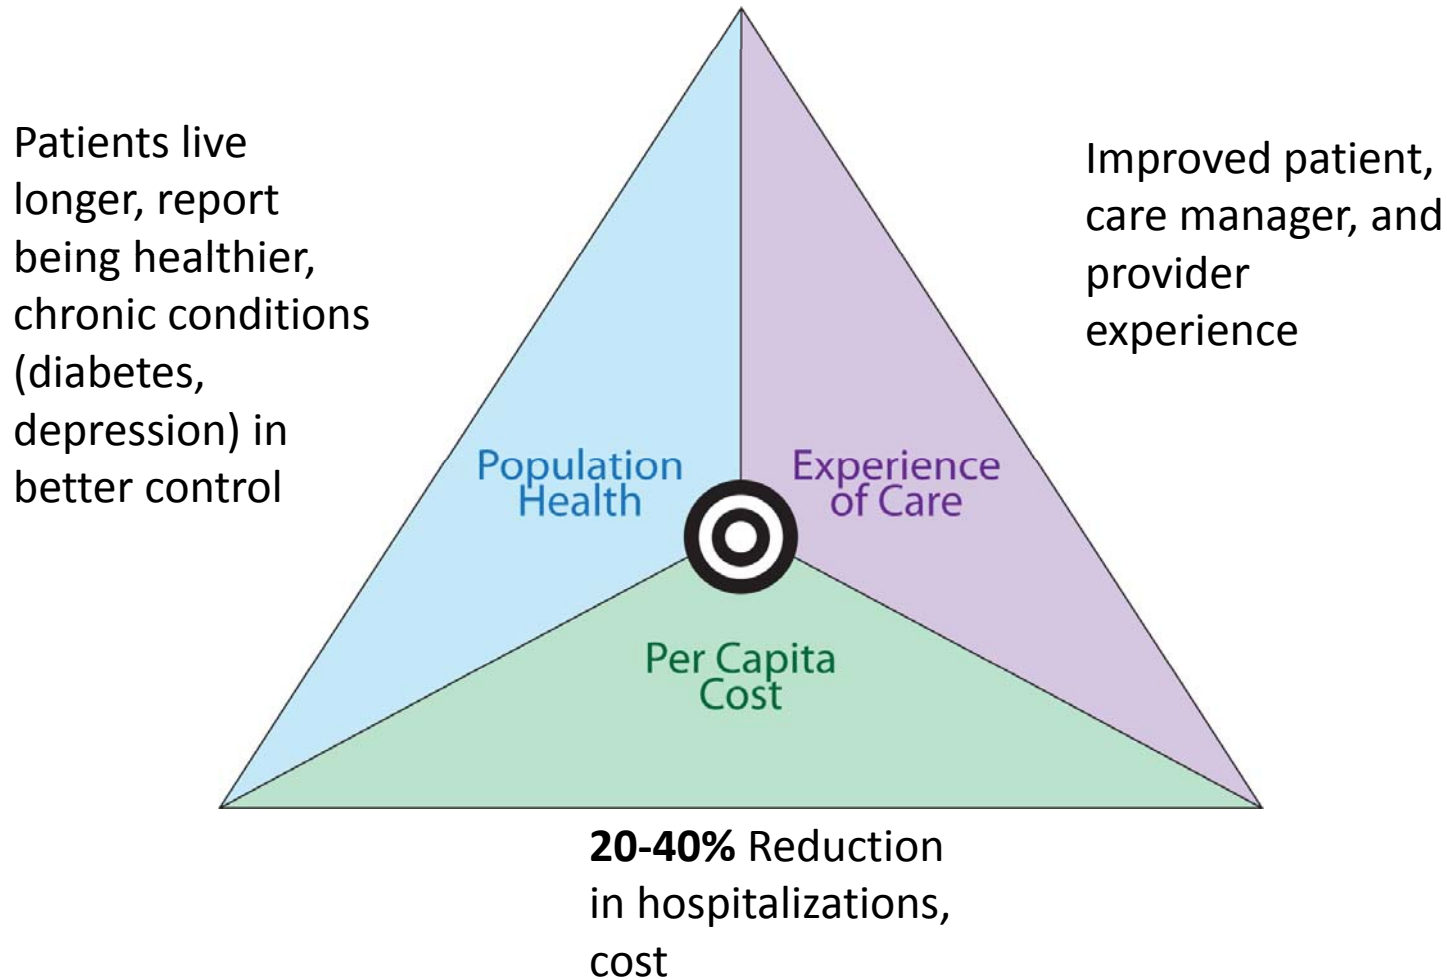 Patients live
longer, report
being healthier,
chronic conditions
(diabetes,
depression) in
better control
Improved patient,
care manager, and
provider
experience
Population
Health
Experience
of Care
Per Capita
Cost
20-40% Reduction
in hospitalizations,
cost